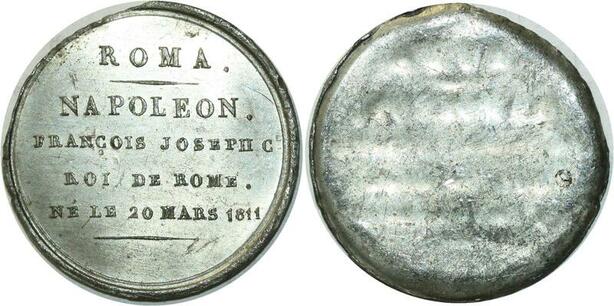 ROMA.
NAPOLEON.
FRANÇOIS JOSEPH C
ROI DE ROME.
NÉ LE 20 MARS 1811